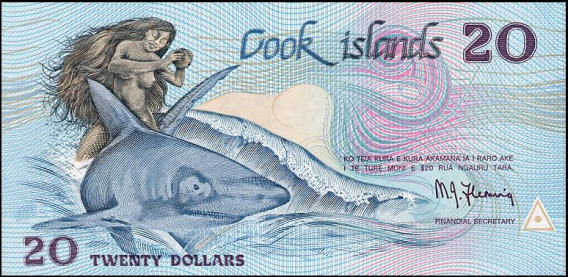 Cook islands 20
KO TEIA KURA E KURA AKAMANA IA I RARO AKE
I TE TURE MONI E $20 RUA NGAURU TARA.
M.J. Fleming
FINANCIAL SECRETARY
20 TWENTY DOLLARS